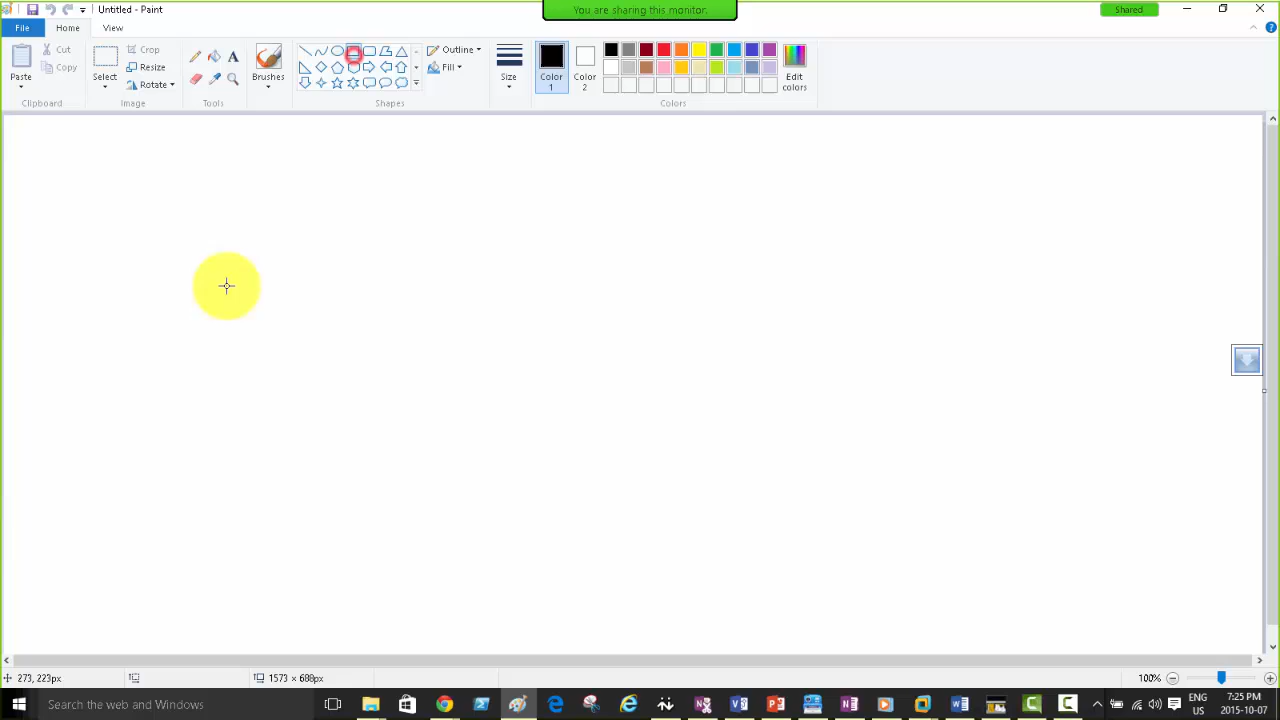 You are sharing this monitor.
Untitled - Paint
Shared
File
Home
View
Paste
Cut
Copy
Clipboard
Select
Crop
Resize
Rotate
Image
Tools
Brushes
Shapes
Outline
Fill
Size
Color
1
Color
2
Edit
colors
Colors
273, 223px
1573 × 688px
100%
Search the web and Windows
ENG
US
7:25 PM
2015-10-07